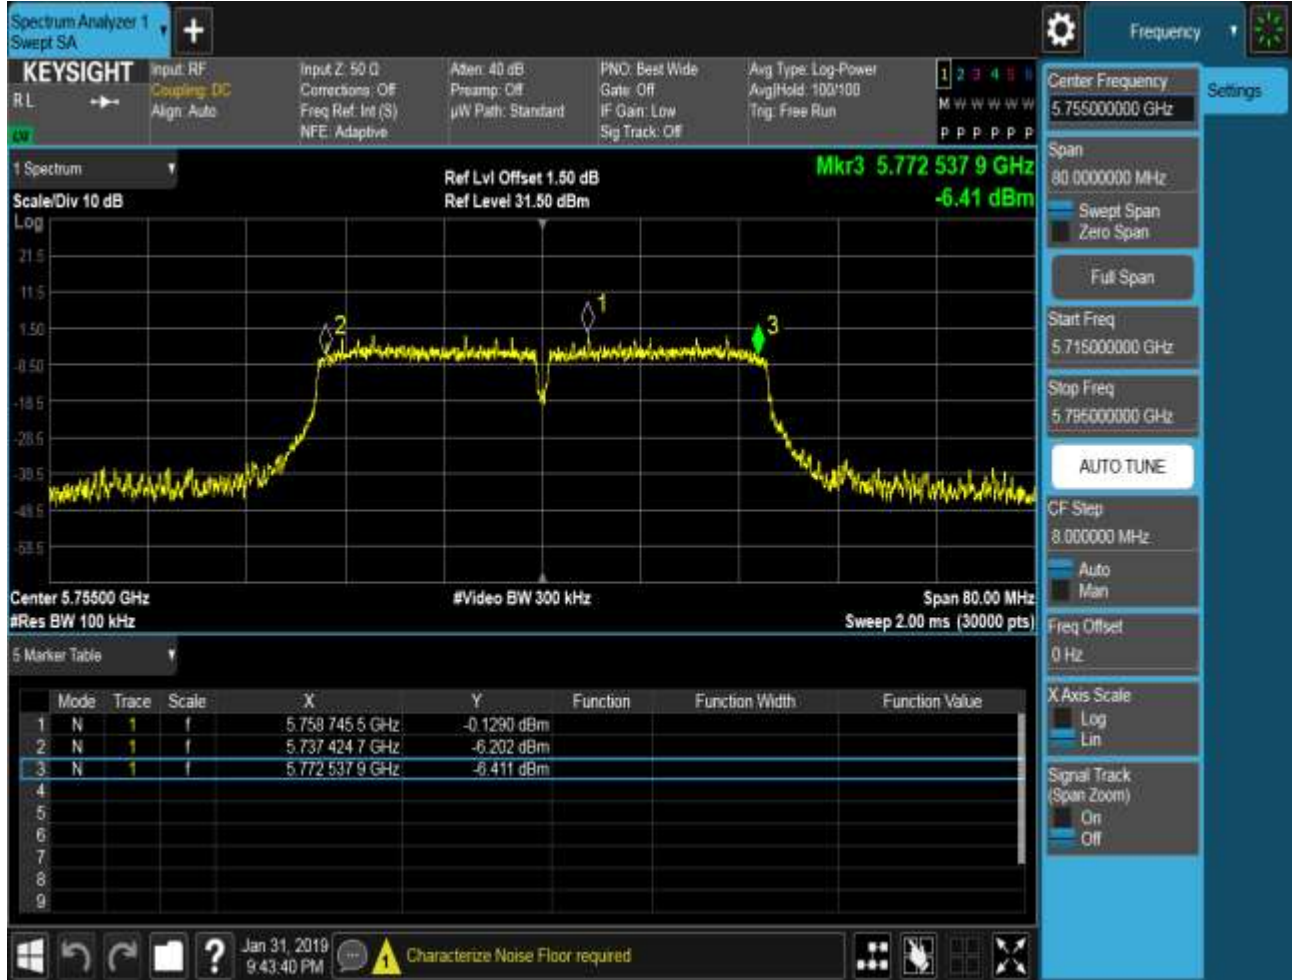 Spectrum Analyzer 1
Swept SA
+
Frequency
KEYSIGHT
RL
Input: RF
Coupling: DC
Align: Auto
Input Z: 50 Ω
Corrections: Off
Freq Ref: Int (S)
NFE: Adaptive
Atten: 40 dB
Preamp: Off
µW Path: Standard
PNO: Best Wide
Gate: Off
IF Gain: Low
Sig Track: Off
Avg Type: Log-Power
Avg|Hold: 100/100
Trig: Free Run
1 2 3 4 5 6
M W W W W W
P P P P P P
1 Spectrum
Scale/Div 10 dB
Ref Lvl Offset 1.50 dB
Ref Level 31.50 dBm
Mkr3 5.772 537 9 GHz
-6.41 dBm
Log
21.5
11.5
1.50
-8.50
-18.5
-28.5
-38.5
-48.5
-58.5
1
2
3
Center 5.75500 GHz
#Video BW 300 kHz
Span 80.00 MHz
#Res BW 100 kHz
Sweep 2.00 ms (30000 pts)
5 Marker Table
Mode Trace Scale X Y Function Function Width Function Value
1 N 1 f 5.758 745 5 GHz -0.1290 dBm
2 N 1 f 5.737 424 7 GHz -6.202 dBm
3 N 1 f 5.772 537 9 GHz -6.411 dBm
4
5
6
7
8
9
Center Frequency
5.755000000 GHz
Settings
Span
80.0000000 MHz
Swept Span
Zero Span
Full Span
Start Freq
5.715000000 GHz
Stop Freq
5.795000000 GHz
AUTO TUNE
CF Step
8.000000 MHz
Auto
Man
Freq Offset
0 Hz
X Axis Scale
Log
Lin
Signal Track
(Span Zoom)
On
Off
?
Jan 31, 2019
9:43:40 PM
1
Characterize Noise Floor required